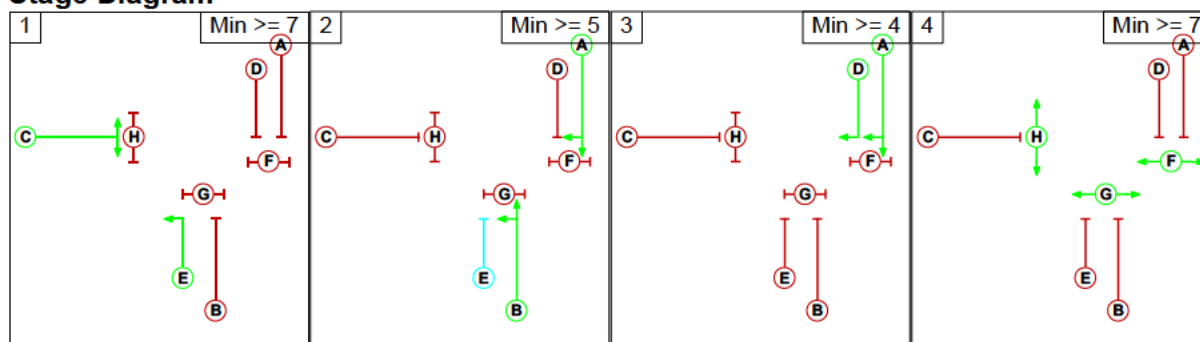 Stage Diagram
1 Min >= 7 2 Min >= 5 3 Min >= 4 4 Min >= 7
A A A A
D D D D
C H C H C H C H
F F F F
G G G G
E E E E
B B B B